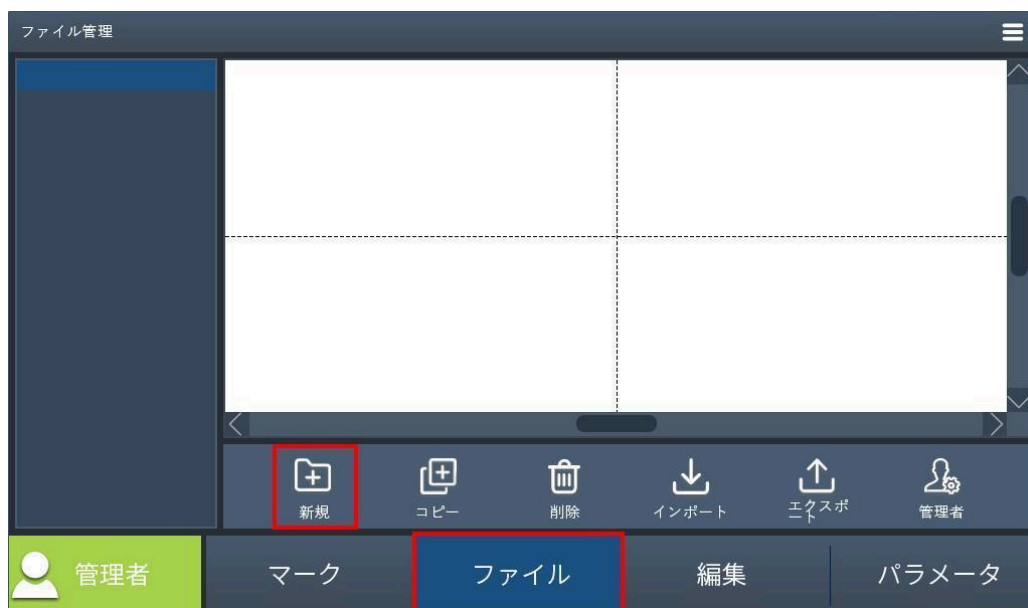 ファイル管理
新規
コピー
削除
インポート
エクスポ
ート
管理者
管理者
マーク
ファイル
編集
パラメータ